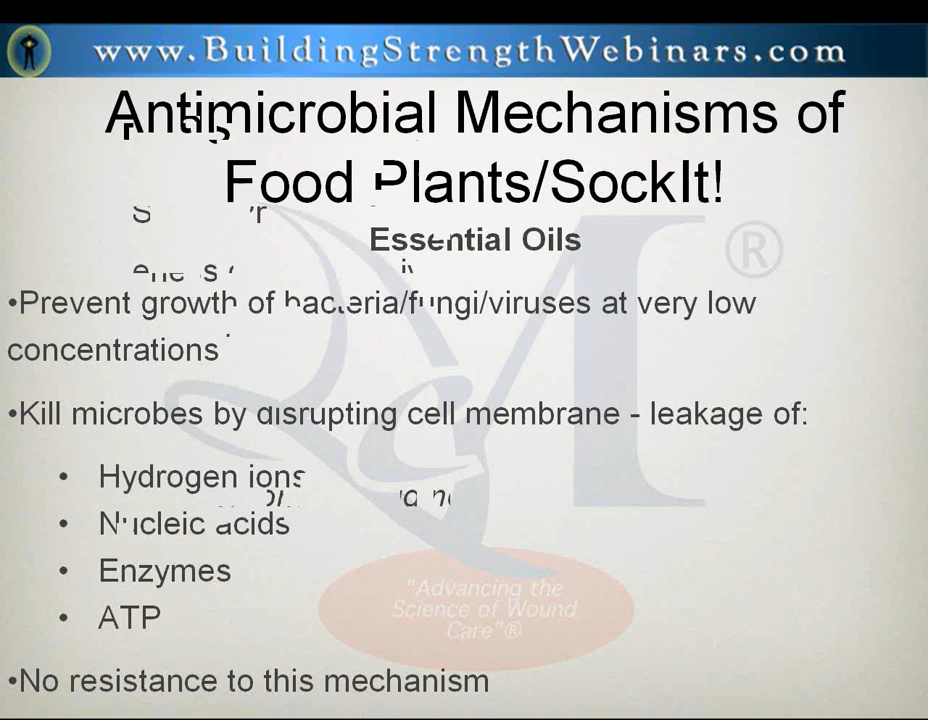 www.BuildingStrengthWebinars.com
Antimicrobial Mechanisms of
Food Plants/SockIt!
Essential Oils
•Prevent growth of bacteria/fungi/viruses at very low
concentrations
•Kill microbes by disrupting cell membrane - leakage of:
• Hydrogen ions
• Nucleic acids
• Enzymes
• ATP
"Advancing the
Science of Wound
Care"®
•No resistance to this mechanism
M
®